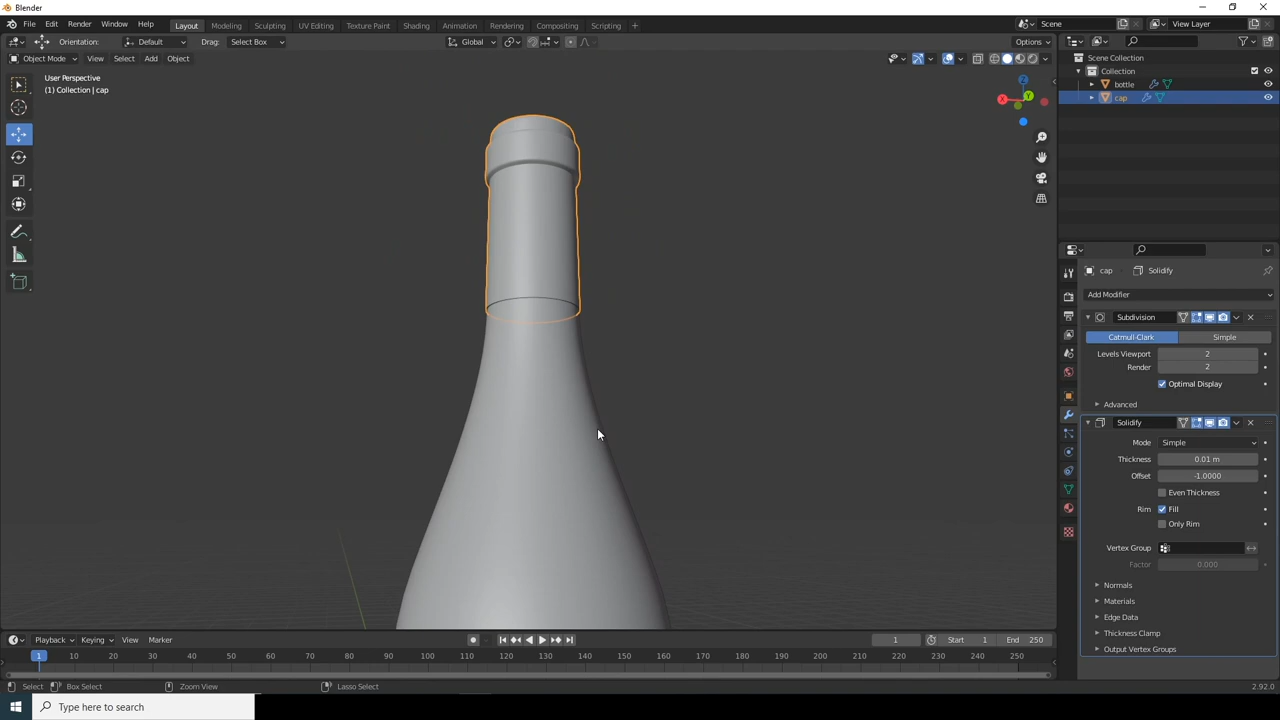 Blender
File Edit Render Window Help Layout Modeling Sculpting UV Editing Texture Paint Shading Animation Rendering Compositing Scripting + Scene View Layer
Orientation: Default Drag: Select Box Global Options
Object Mode View Select Add Object
User Perspective
(1) Collection | cap
X Y Z
Scene Collection
Collection
bottle
cap
cap Solidify
Add Modifier
Subdivision
Catmull-Clark Simple
Levels Viewport 2
Render 2
Optimal Display
Advanced
Solidify
Mode Simple
Thickness 0.01 m
Offset -1.0000
Even Thickness
Rim Fill
Only Rim
Vertex Group
Factor 0.000
Normals
Materials
Edge Data
Thickness Clamp
Output Vertex Groups
Playback Keying View Marker 1 Start 1 End 250
1 10 20 30 40 50 60 70 80 90 100 110 120 130 140 150 160 170 180 190 200 210 220 230 240 250
Select Box Select Zoom View Lasso Select 2.92.0
Type here to search